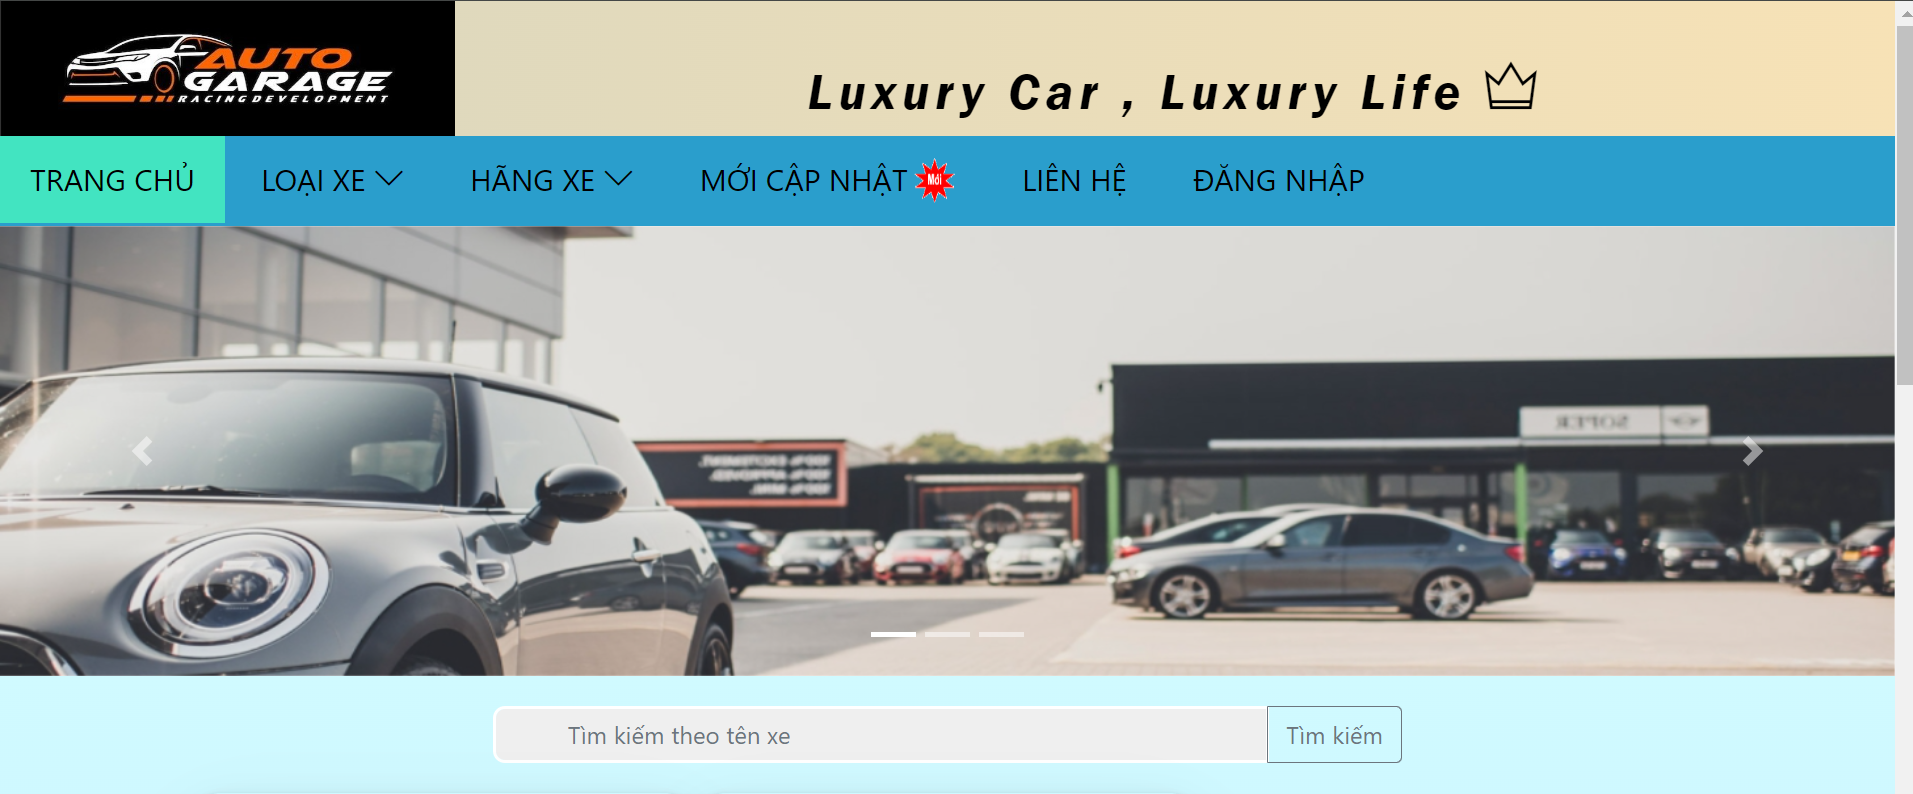 AUTO
GARAGE
RACING DEVELOPMENT
Luxury Car , Luxury Life
TRANG CHỦ
LOẠI XE
HÃNG XE
MỚI CẬP NHẬT
Mới
LIÊN HỆ
ĐĂNG NHẬP
SOPER
Tìm kiếm theo tên xe
Tìm kiếm